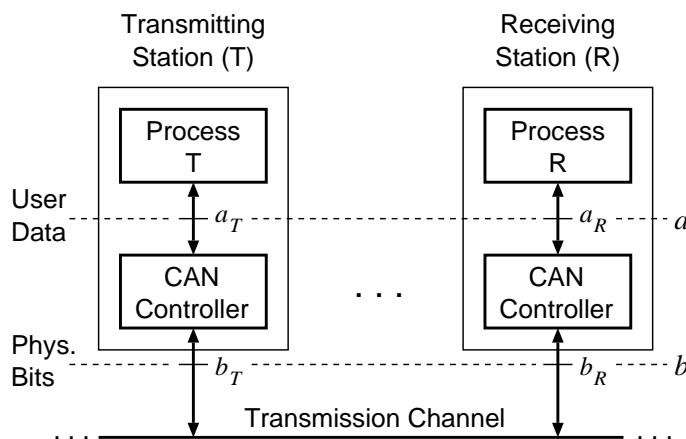 Transmitting
Station (T)
Receiving
Station (R)
Process
T
Process
R
User
Data
a_T
a_R
a
CAN
Controller
. . .
CAN
Controller
Phys.
Bits
b_T
b_R
b
. . .
Transmission Channel
. . .